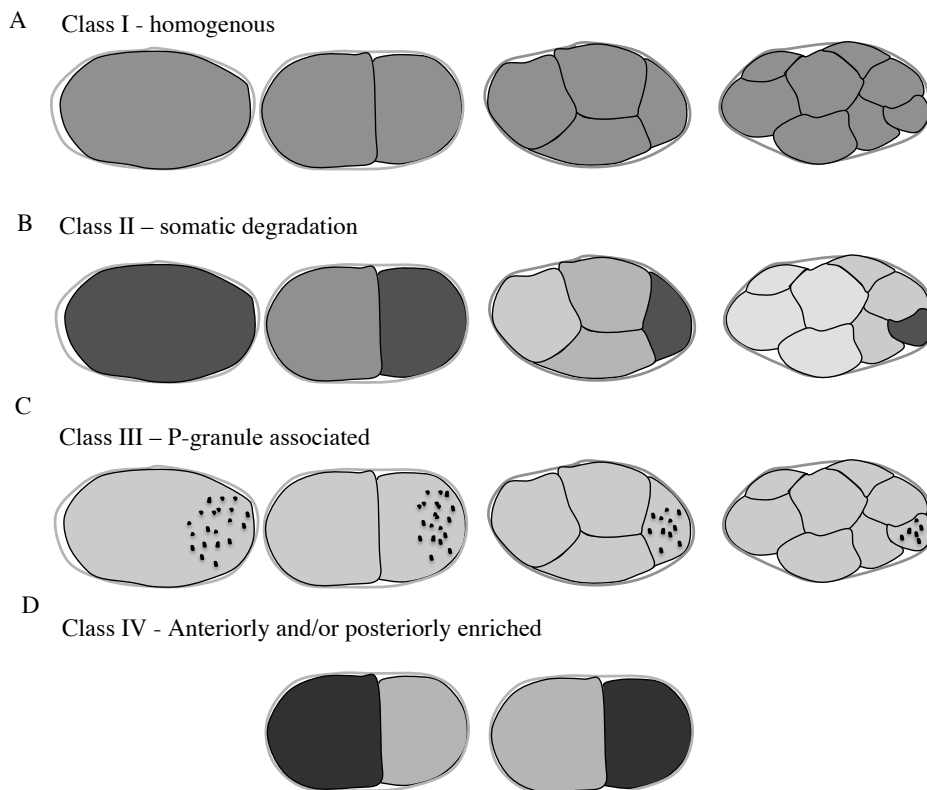 A
Class I - homogenous
B
Class II – somatic degradation
C
Class III – P-granule associated
D
Class IV - Anteriorly and/or posteriorly enriched